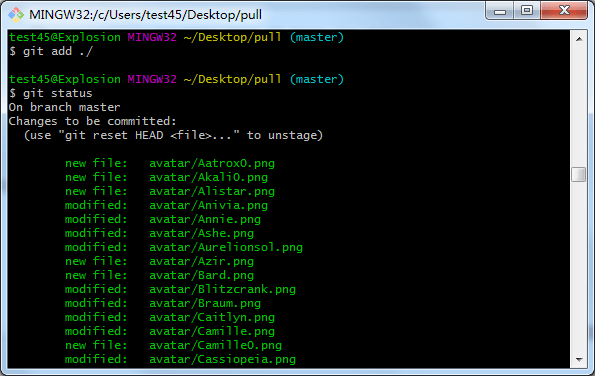 MINGW32:/c/Users/test45/Desktop/pull
test45@Explosion MINGW32 ~/Desktop/pull (master)
$ git add ./
test45@Explosion MINGW32 ~/Desktop/pull (master)
$ git status
On branch master
Changes to be committed:
  (use "git reset HEAD <file>..." to unstage)
        new file:   avatar/Aatrox0.png
        new file:   avatar/Akali0.png
        new file:   avatar/Alistar.png
        modified:   avatar/Anivia.png
        modified:   avatar/Annie.png
        modified:   avatar/Ashe.png
        modified:   avatar/Aurelionsol.png
        new file:   avatar/Azir.png
        new file:   avatar/Bard.png
        modified:   avatar/Blitzcrank.png
        modified:   avatar/Braum.png
        modified:   avatar/Caitlyn.png
        modified:   avatar/Camille.png
        new file:   avatar/Camille0.png
        modified:   avatar/Cassiopeia.png